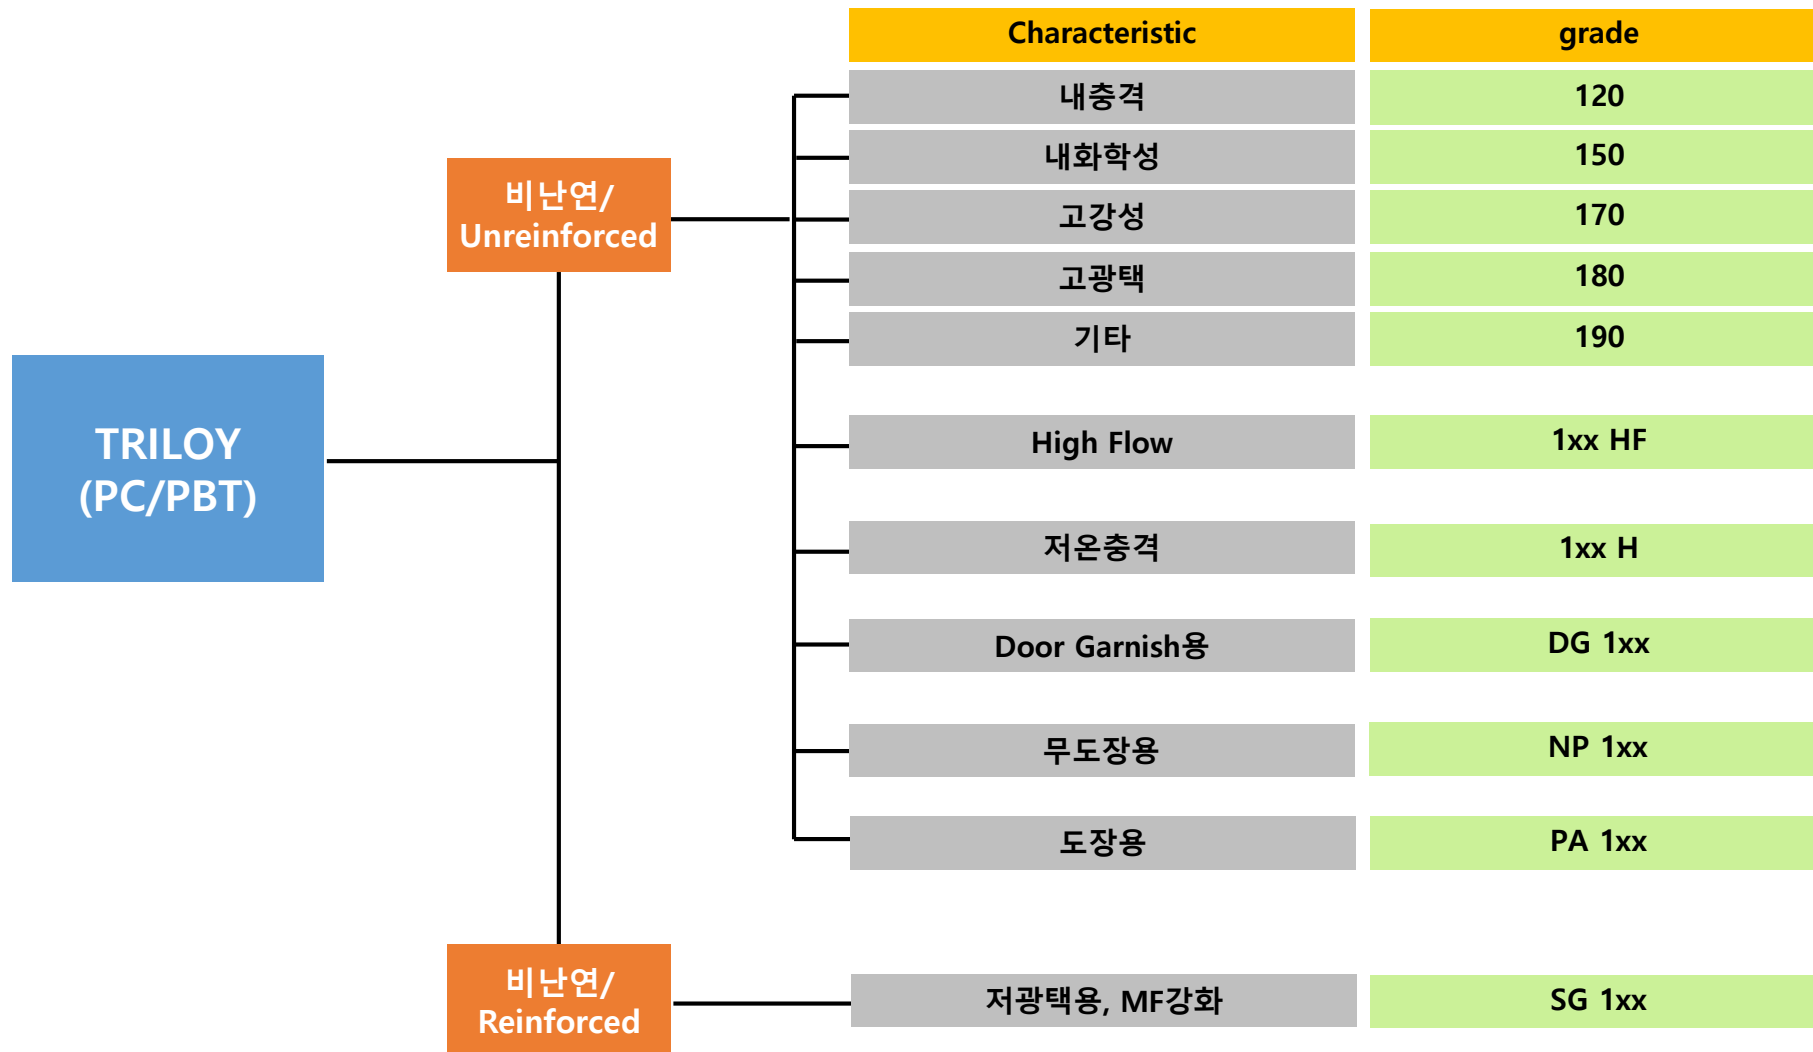 Characteristic
grade
내충격
120
내화학성
150
비난연/
Unreinforced
고강성
170
고광택
180
기타
190
TRILOY
(PC/PBT)
High Flow
1xx HF
저온충격
1xx H
Door Garnish용
DG 1xx
무도장용
NP 1xx
도장용
PA 1xx
비난연/
Reinforced
저광택용, MF강화
SG 1xx